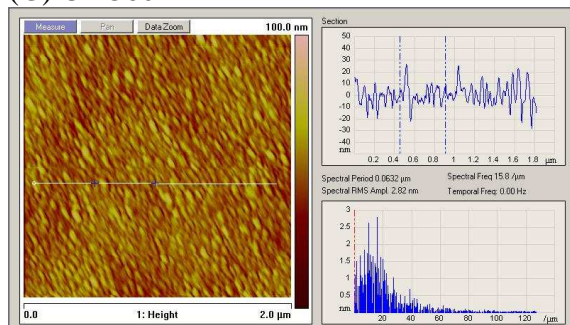 Measure Pan Data Zoom 100.0 nm
0.0 1: Height 2.0 µm
Section
50
40
30
20
10
0
-10
-20
-30
-40
nm
0.2 0.4 0.6 0.8 1 1.2 1.4 1.6 1.8 µm
Spectral Period 0.0632 µm Spectral Freq 15.8 /µm
Spectral RMS Ampl. 2.82 nm Temporal Freq: 0.00 Hz
3
2.5
2
1.5
1
0.5
nm
20 40 60 80 100 120 /µm